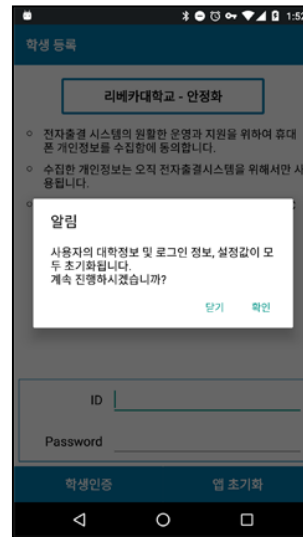 1:52
학생 등록
리베카대학교 - 안정화
전자출결 시스템의 원활한 운영과 지원을 위하여 휴대
폰 개인정보를 수집함에 동의합니다.
수집한 개인정보는 오직 전자출결시스템을 위해서만 사
용됩니다.
알림
사용자의 대학정보 및 로그인 정보, 설정값이 모
두 초기화됩니다.
계속 진행하시겠습니까?
닫기 확인
ID
Password
학생인증 앱 초기화